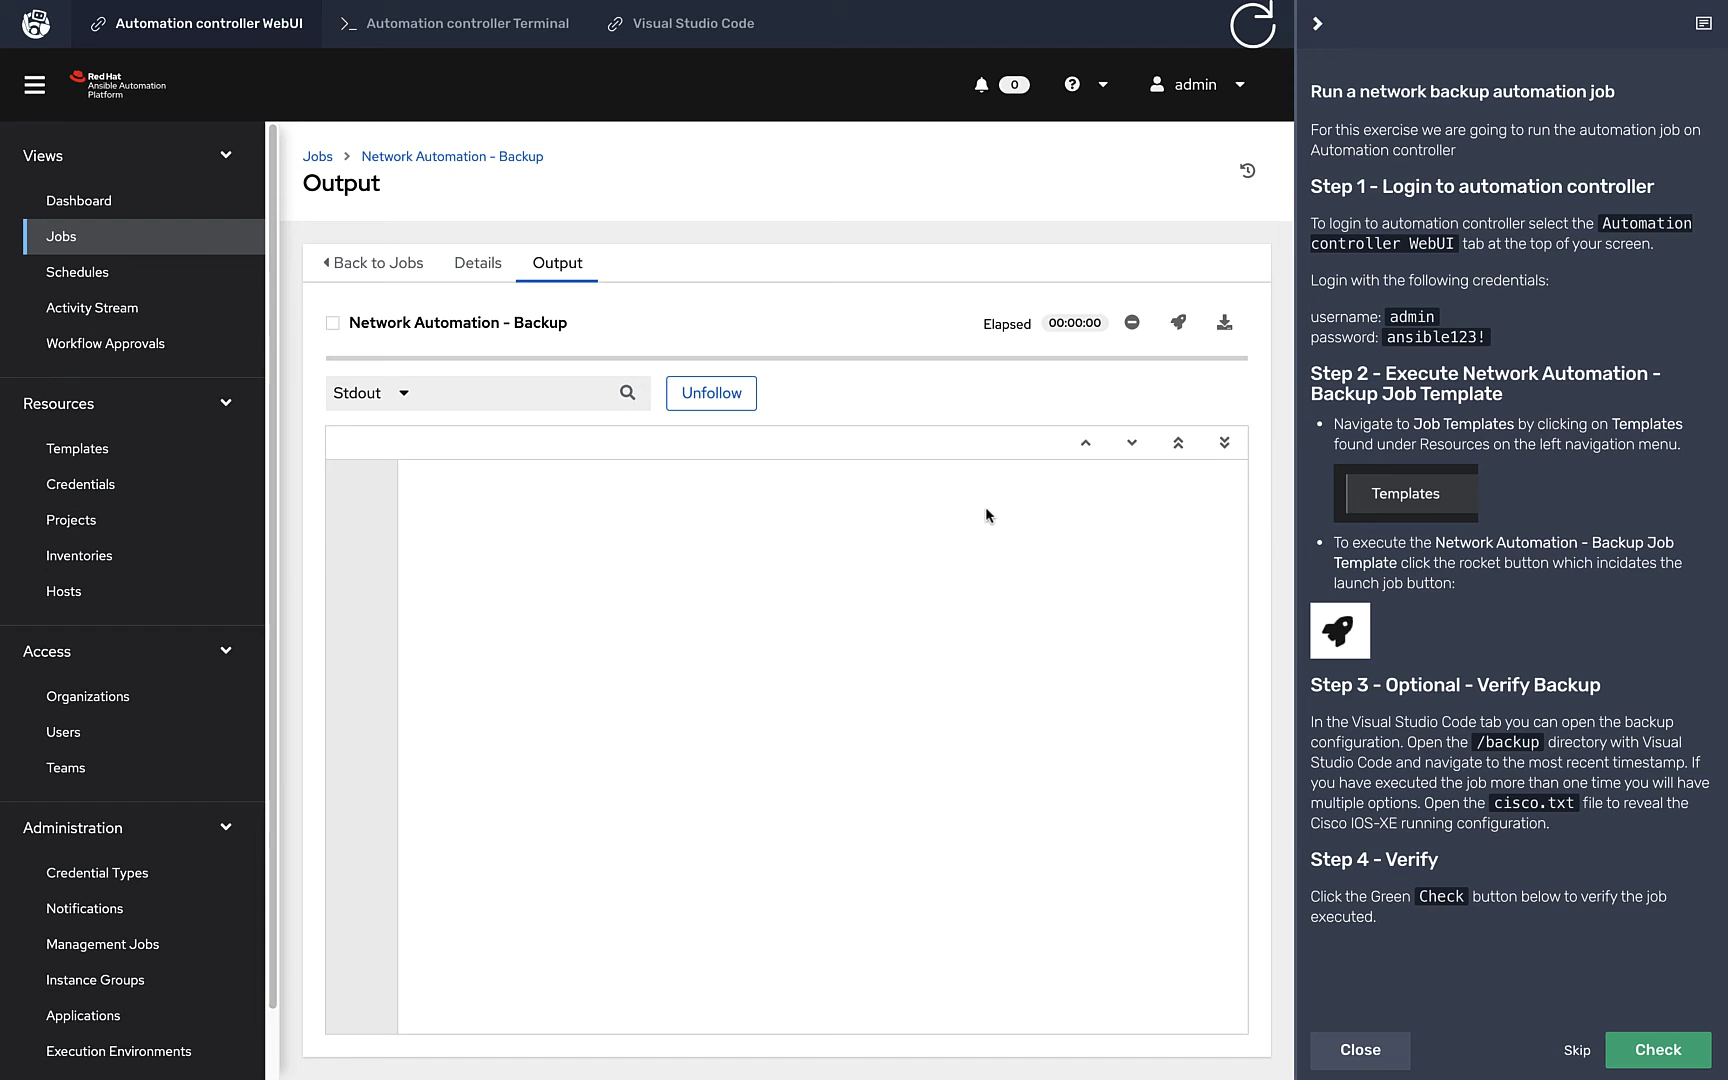 Automation controller WebUI
Automation controller Terminal
Visual Studio Code
Red Hat
Ansible Automation
Platform
0
admin
Views
Dashboard
Jobs
Schedules
Activity Stream
Workflow Approvals
Resources
Templates
Credentials
Projects
Inventories
Hosts
Access
Organizations
Users
Teams
Administration
Credential Types
Notifications
Management Jobs
Instance Groups
Applications
Execution Environments
Jobs > Network Automation - Backup
Output
Back to Jobs
Details
Output
Network Automation - Backup
Elapsed 00:00:00
Stdout
Unfollow
Run a network backup automation job
For this exercise we are going to run the automation job on
Automation controller
Step 1 - Login to automation controller
To login to automation controller select the Automation
controller WebUI tab at the top of your screen.
Login with the following credentials:
username: admin
password: ansible123!
Step 2 - Execute Network Automation -
Backup Job Template
• Navigate to Job Templates by clicking on Templates
found under Resources on the left navigation menu.
Templates
• To execute the Network Automation - Backup Job
Template click the rocket button which incidates the
launch job button:
Step 3 - Optional - Verify Backup
In the Visual Studio Code tab you can open the backup
configuration. Open the /backup directory with Visual
Studio Code and navigate to the most recent timestamp. If
you have executed the job more than one time you will have
multiple options. Open the cisco.txt file to reveal the
Cisco IOS-XE running configuration.
Step 4 - Verify
Click the Green Check button below to verify the job
executed.
Close
Skip
Check